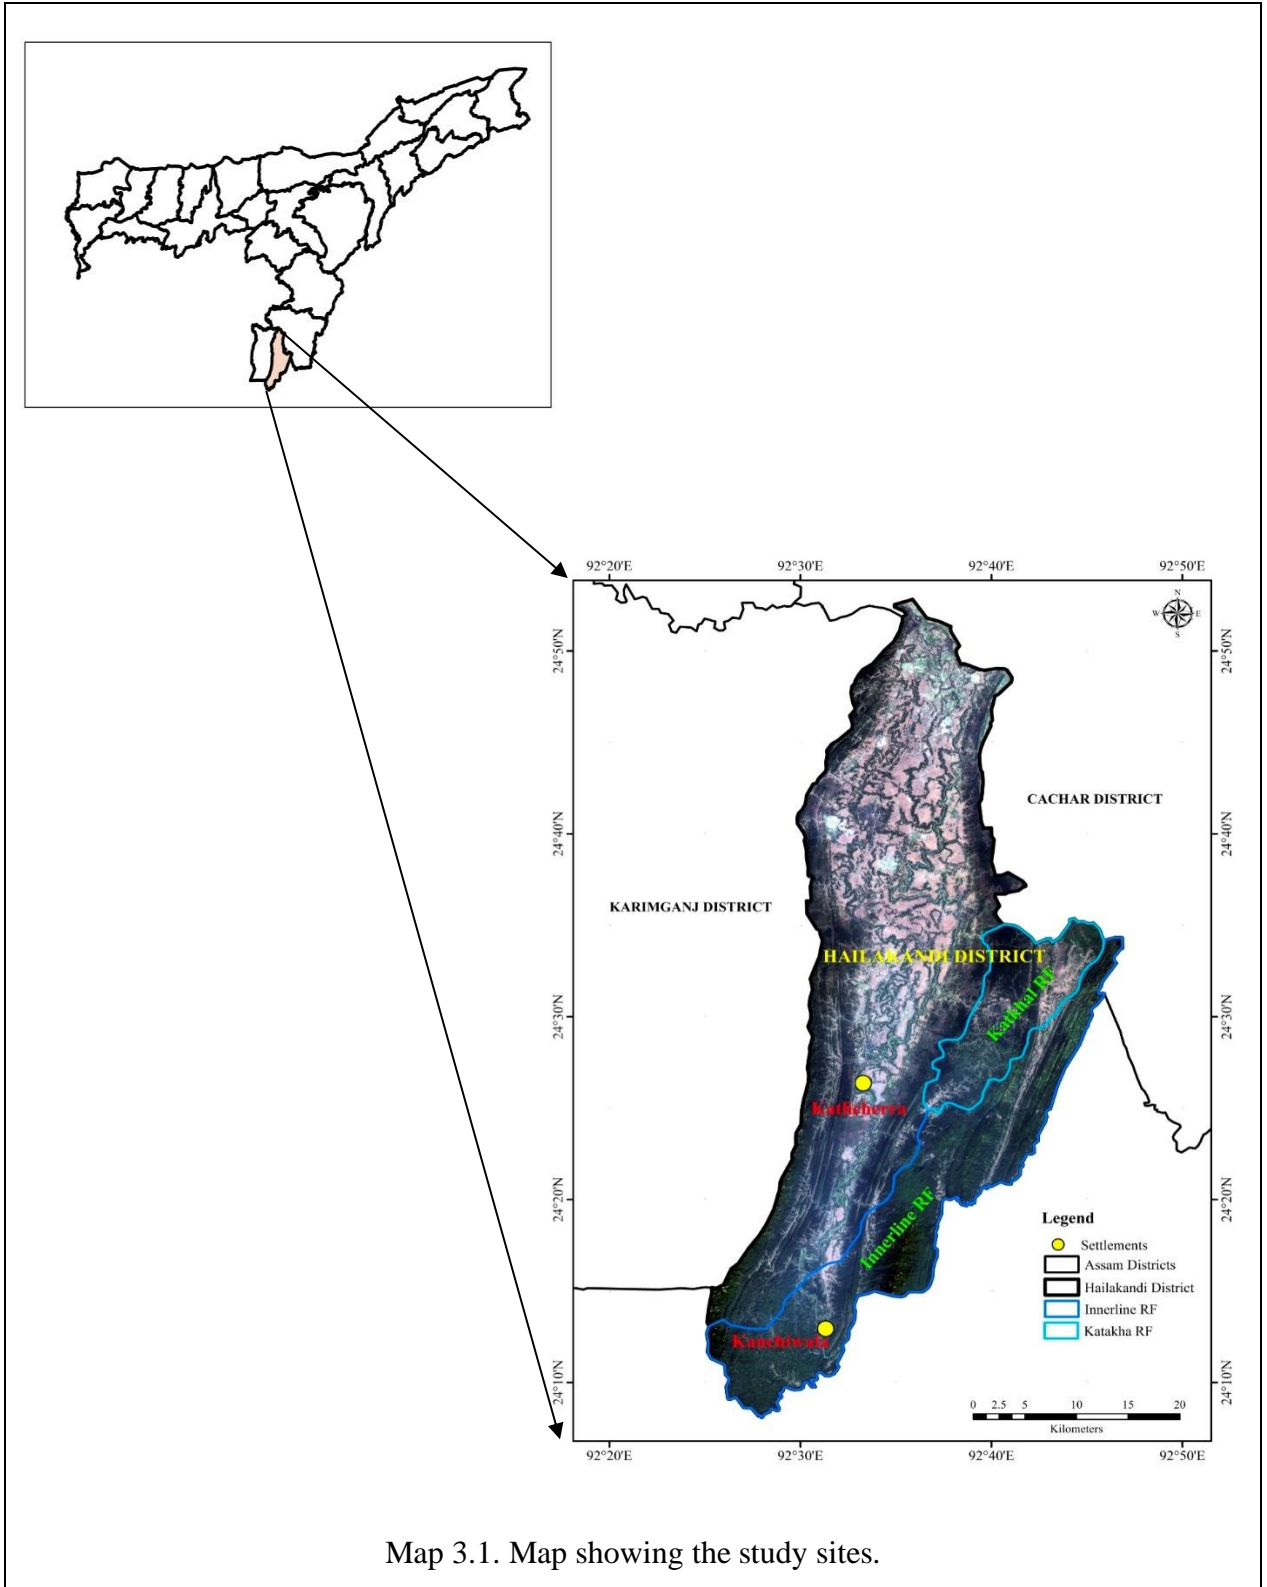 92°20'E 92°30'E 92°40'E 92°50'E
N
W E
S
24°50'N 24°50'N
CACHAR DISTRICT
24°40'N 24°40'N
KARIMGANJ DISTRICT
HAILAKANDI DISTRICT
Katkhal RF
24°30'N 24°30'N
Katlicherra
24°20'N 24°20'N
Innerline RF
Legend
Settlements
Assam Districts
Hailakandi District
Innerline RF
Katakha RF
Kanchiwala
24°10'N 24°10'N
0 2.5 5 10 15 20
Kilometers
92°20'E 92°30'E 92°40'E 92°50'E
Map 3.1. Map showing the study sites.